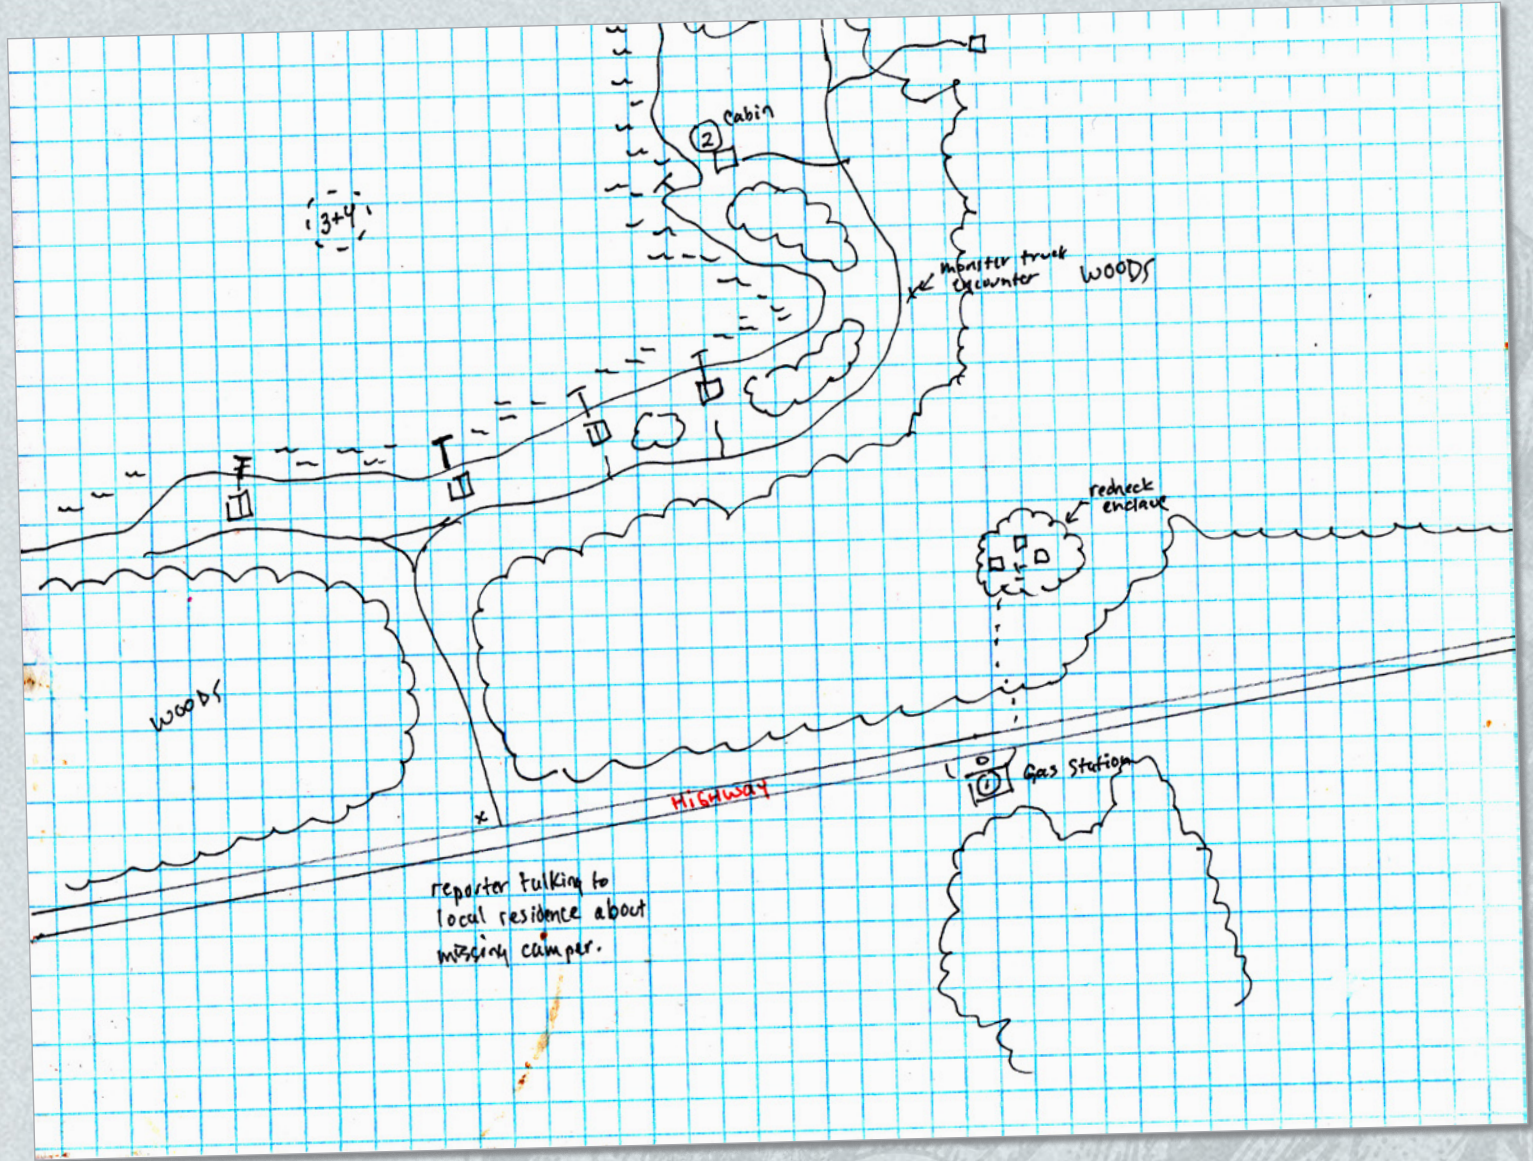 Cabin
2
3+4
monster truck
encounter
WOODS
redneck
enclave
WOODS
Gas Station
1
HIGHWAY
x
reporter talking to
local residence about
missing camper.